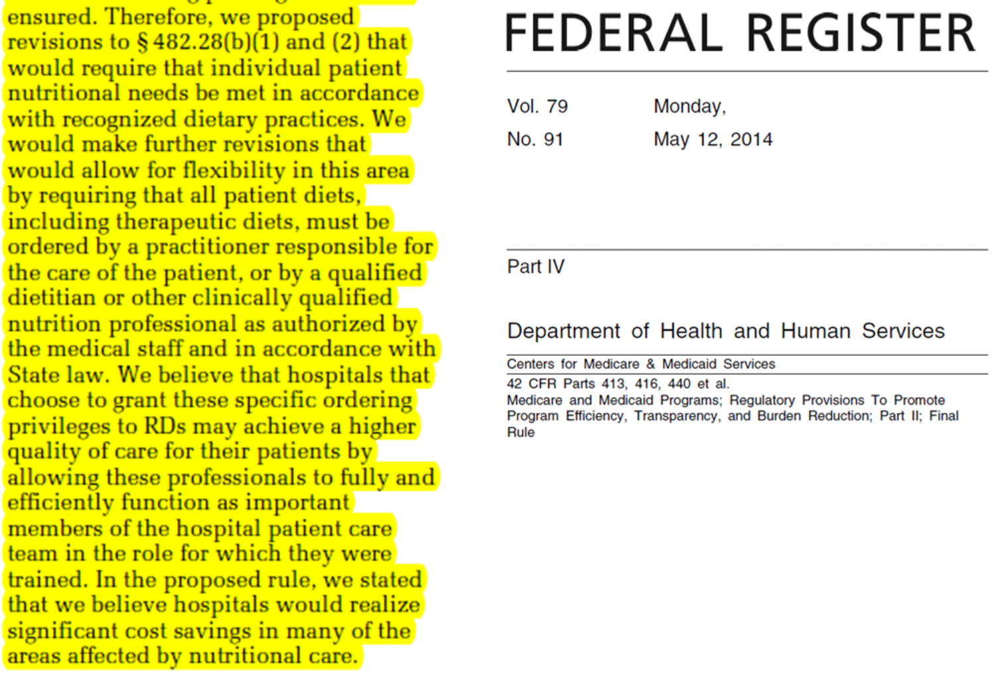 ensured. Therefore, we proposed
revisions to § 482.28(b)(1) and (2) that
would require that individual patient
nutritional needs be met in accordance
with recognized dietary practices. We
would make further revisions that
would allow for flexibility in this area
by requiring that all patient diets,
including therapeutic diets, must be
ordered by a practitioner responsible for
the care of the patient, or by a qualified
dietitian or other clinically qualified
nutrition professional as authorized by
the medical staff and in accordance with
State law. We believe that hospitals that
choose to grant these specific ordering
privileges to RDs may achieve a higher
quality of care for their patients by
allowing these professionals to fully and
efficiently function as important
members of the hospital patient care
team in the role for which they were
trained. In the proposed rule, we stated
that we believe hospitals would realize
significant cost savings in many of the
areas affected by nutritional care.
FEDERAL REGISTER
Vol. 79 Monday,
No. 91 May 12, 2014
Part IV
Department of Health and Human Services
Centers for Medicare & Medicaid Services
42 CFR Parts 413, 416, 440 et al.
Medicare and Medicaid Programs; Regulatory Provisions To Promote
Program Efficiency, Transparency, and Burden Reduction; Part II; Final
Rule